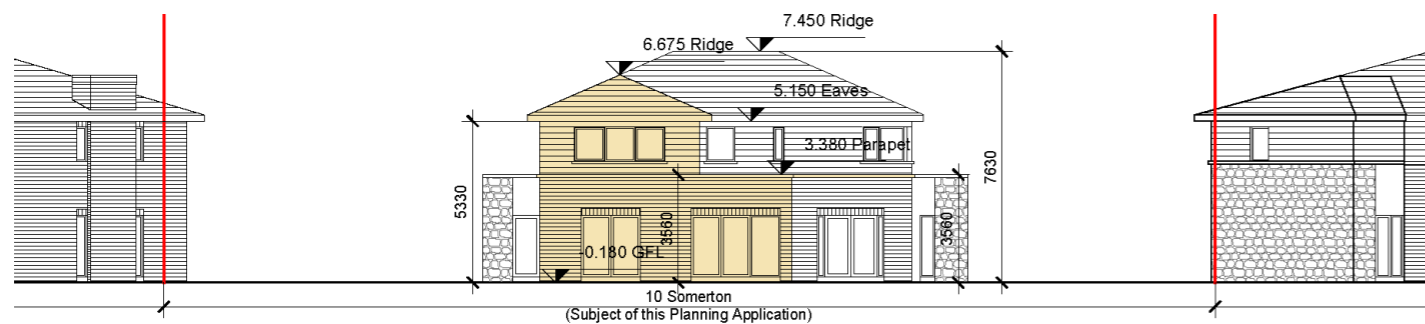 7.450 Ridge
6.675 Ridge
5.150 Eaves
3.380 Parapet
5330
3560
7630
3560
-0.180 GFL
10 Somerton
(Subject of this Planning Application)